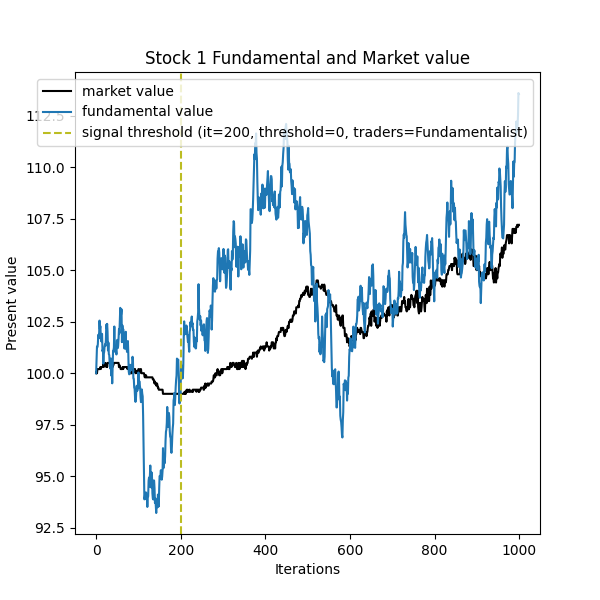 Stock 1 Fundamental and Market value
market value
fundamental value
signal threshold (it=200, threshold=0, traders=Fundamentalist)
112.5
110.0
107.5
105.0
102.5
100.0
97.5
95.0
92.5
Present value
0 200 400 600 800 1000
Iterations